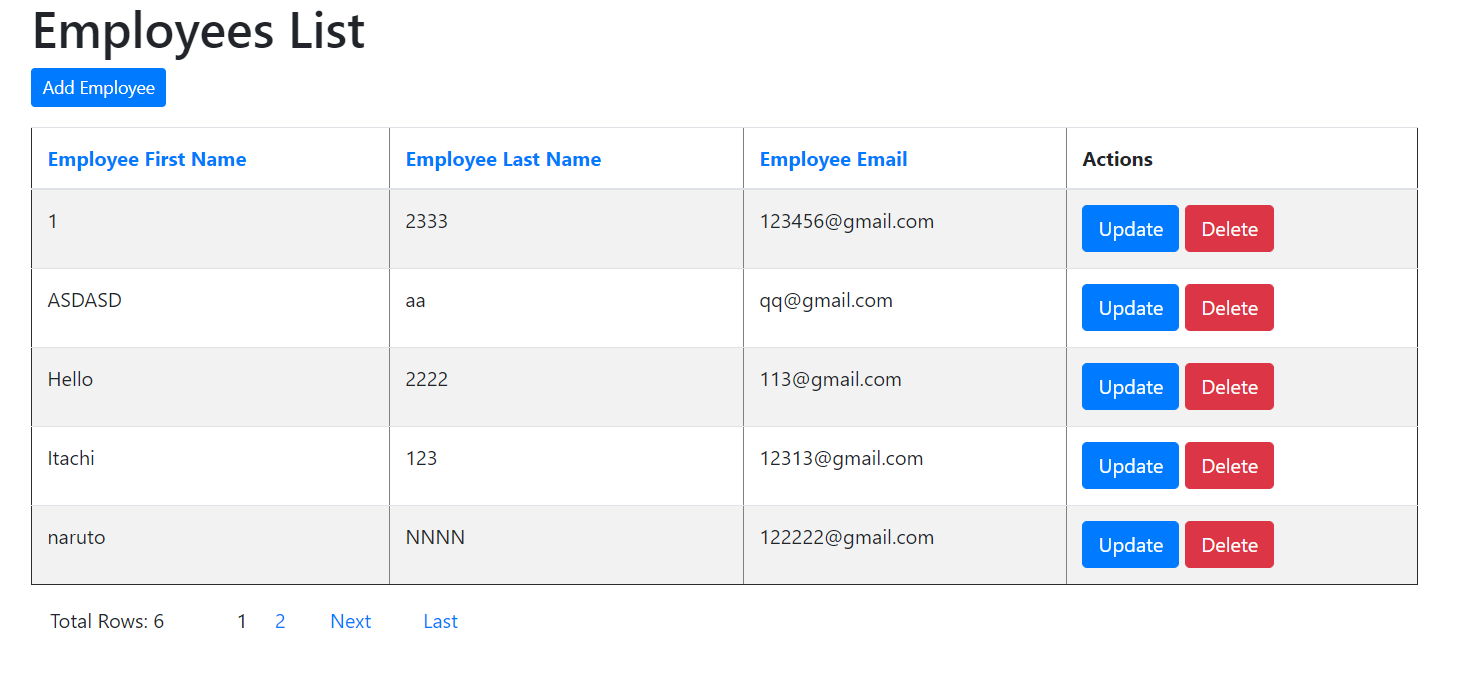 Employees List
Add Employee
Employee First Name Employee Last Name Employee Email Actions
1 2333 123456@gmail.com Update Delete
ASDASD aa qq@gmail.com Update Delete
Hello 2222 113@gmail.com Update Delete
Itachi 123 12313@gmail.com Update Delete
naruto NNNN 122222@gmail.com Update Delete
Total Rows: 6 1 2 Next Last